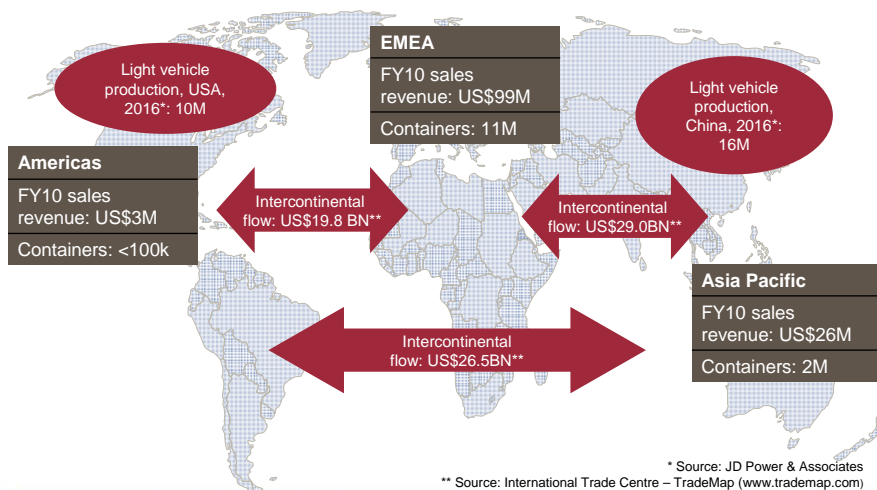 Light vehicle
production, USA,
2016*: 10M
EMEA
FY10 sales
revenue: US$99M
Containers: 11M
Light vehicle
production,
China, 2016*:
16M
Americas
FY10 sales
revenue: US$3M
Containers: <100k
Intercontinental
flow: US$19.8 BN**
Intercontinental
flow: US$29.0BN**
Asia Pacific
FY10 sales
revenue: US$26M
Containers: 2M
Intercontinental
flow: US$26.5BN**
* Source: JD Power & Associates
** Source: International Trade Centre – TradeMap (www.trademap.com)